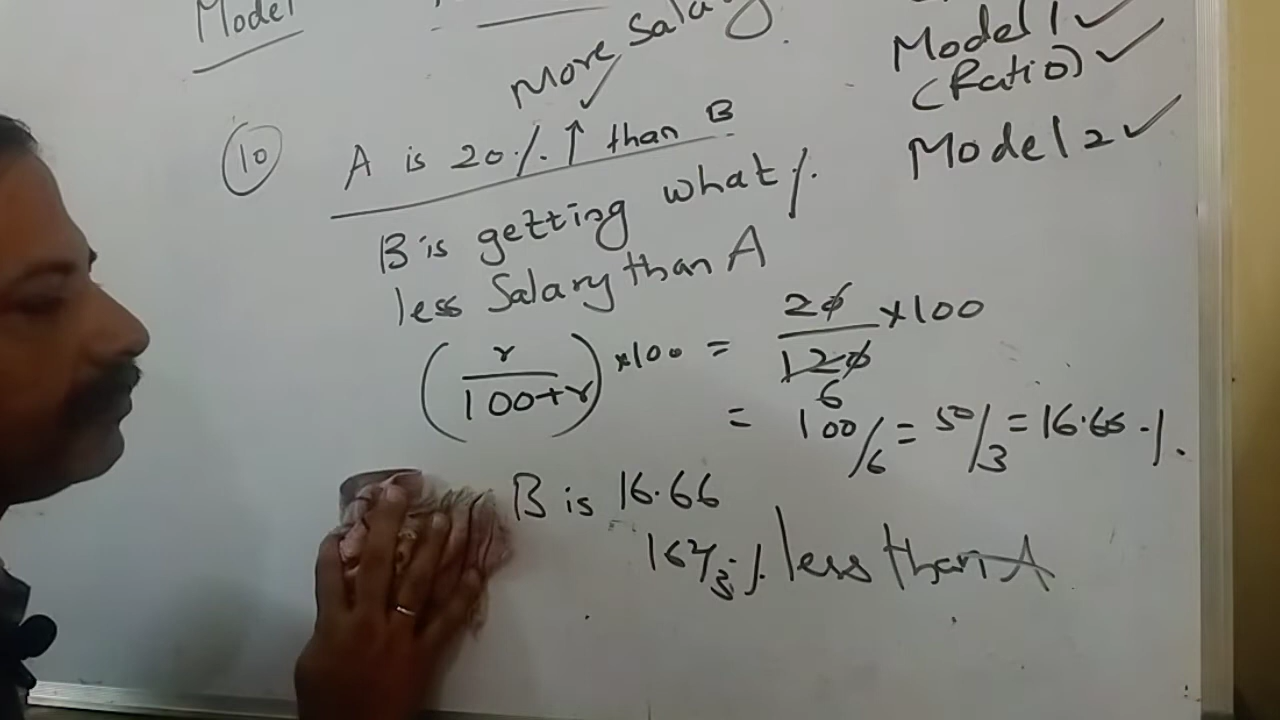 Model
More Salary.
Model 1 ✓
(Ratio) ✓
Model 2 ✓
10
A is 20%. ↑ than B
B is getting what %.
less Salary than A
(r/100+r) ×100 = 20/120 ×100
6
= 100/6 = 50/3 = 16.66 %.
B is 16.66
16 2/3 % less than A